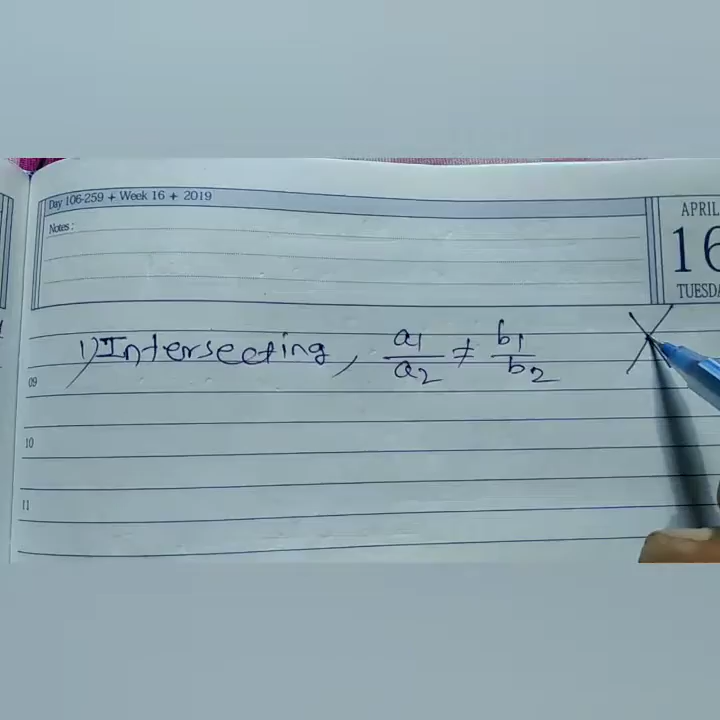 Day 106-259 + Week 16 + 2019
Notes :
APRIL
16
TUESDA
1) Intersecting, a1/a2 ≠ b1/b2
09
10
11